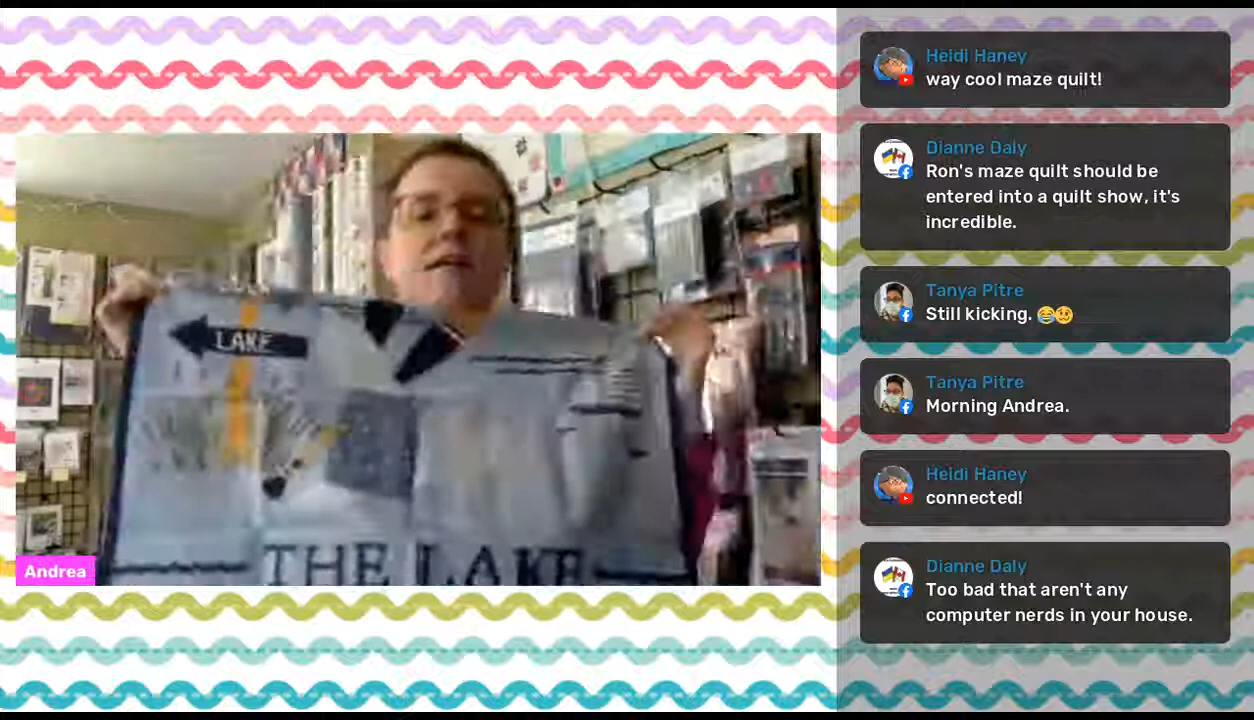 LAKE
THE LAKE
Andrea
Heidi Haney
way cool maze quilt!
Dianne Daly
Ron's maze quilt should be
entered into a quilt show, it's
incredible.
Tanya Pitre
Still kicking. 😂🥴
Tanya Pitre
Morning Andrea.
Heidi Haney
connected!
Dianne Daly
Too bad that aren't any
computer nerds in your house.